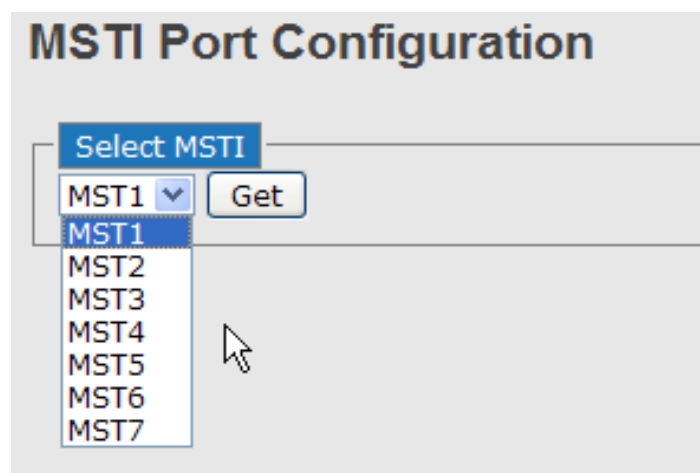 MSTI Port Configuration
Select MSTI
MST1 Get
MST1
MST2
MST3
MST4
MST5
MST6
MST7